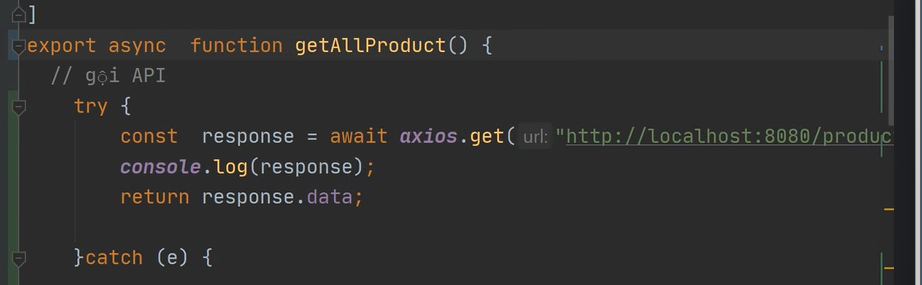 ]
export async  function getAllProduct() {
// gọi API
try {
const  response = await axios.get( url: "http://localhost:8080/produc
console.log(response);
return response.data;
}catch (e) {